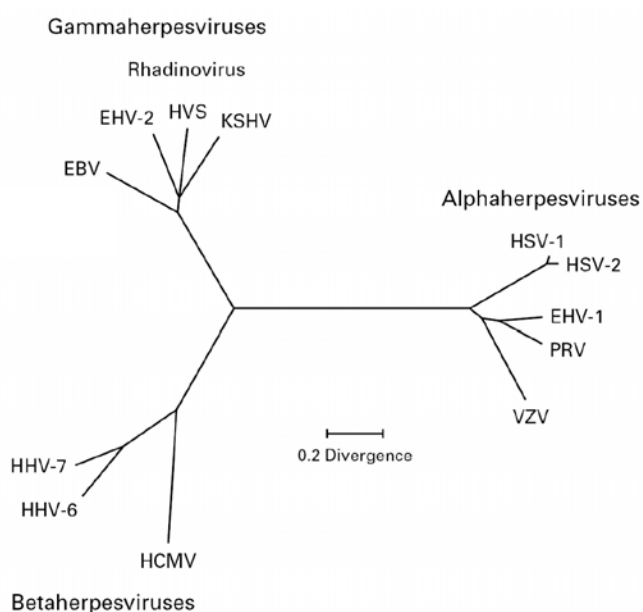 Gammaherpesviruses
Rhadinovirus
EHV-2
HVS
KSHV
EBV
Alphaherpesviruses
HSV-1
HSV-2
EHV-1
PRV
VZV
0.2 Divergence
HHV-7
HHV-6
HCMV
Betaherpesviruses